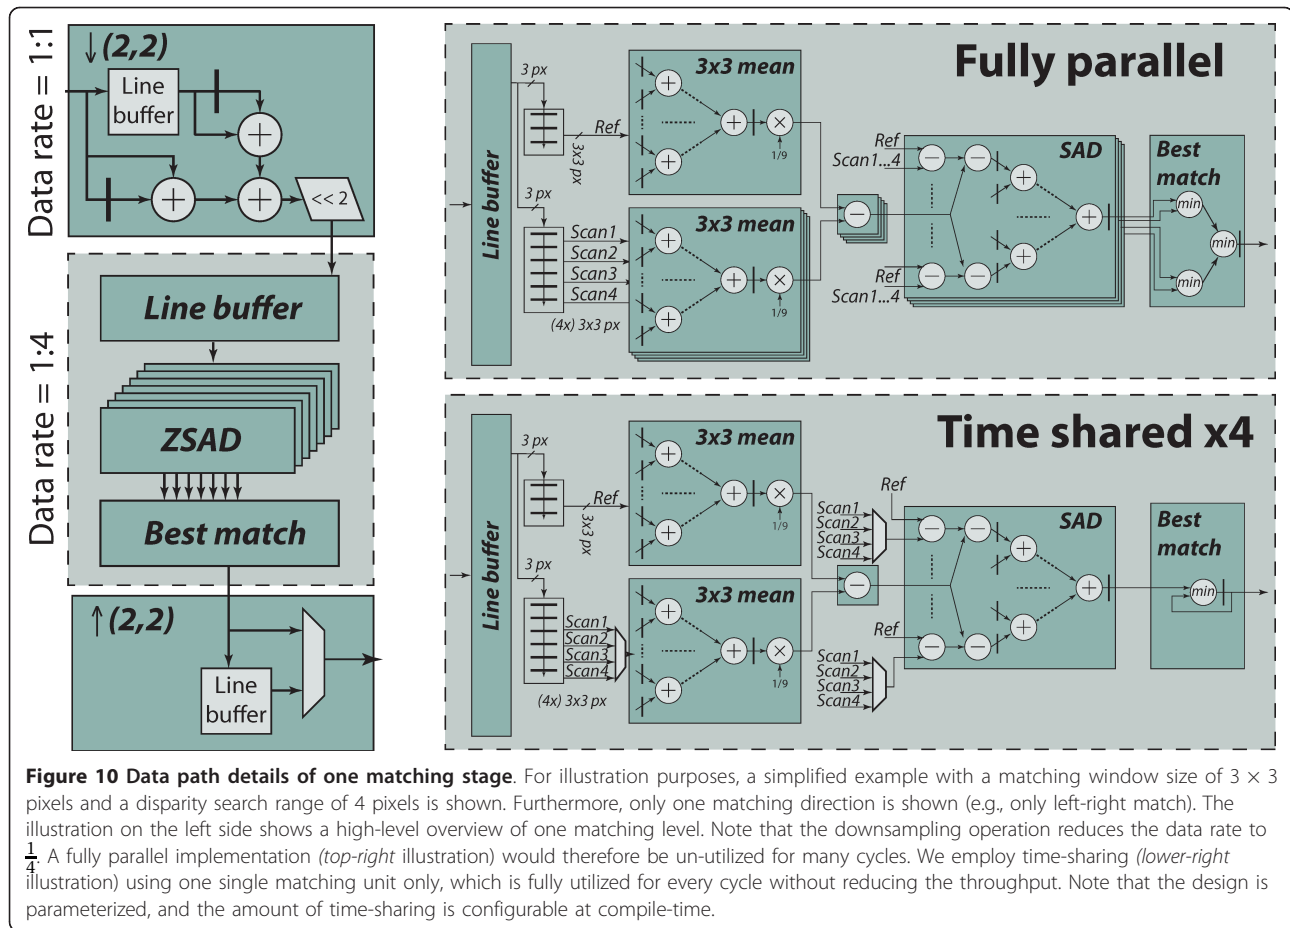 Data rate = 1:1
↓ (2,2)
Line
buffer
+
+
+
<< 2
Data rate = 1:4
Line buffer
ZSAD
Best match
↑ (2,2)
Line
buffer
Fully parallel
Line buffer
3 px
3x3 px
Ref
3x3 mean
+
+
+
×
1/9
3 px
Scan1
Scan2
Scan3
Scan4
(4x) 3x3 px
3x3 mean
+
+
+
×
1/9
−
Ref
Scan1...4
Ref
Scan1...4
SAD
−
−
−
−
+
+
+
Best
match
min
min
min
Time shared x4
Line buffer
3 px
3x3 px
Ref
3x3 mean
+
+
+
×
1/9
3 px
Scan1
Scan2
Scan3
Scan4
(4x) 3x3 px
3x3 mean
+
+
+
×
1/9
Ref
Scan1
Scan2
Scan3
Scan4
−
Ref
Scan1
Scan2
Scan3
Scan4
SAD
−
−
−
−
+
+
+
Best
match
min
Figure 10 Data path details of one matching stage. For illustration purposes, a simplified example with a matching window size of 3 × 3
pixels and a disparity search range of 4 pixels is shown. Furthermore, only one matching direction is shown (e.g., only left-right match). The
illustration on the left side shows a high-level overview of one matching level. Note that the downsampling operation reduces the data rate to
1/4. A fully parallel implementation (top-right illustration) would therefore be un-utilized for many cycles. We employ time-sharing (lower-right
illustration) using one single matching unit only, which is fully utilized for every cycle without reducing the throughput. Note that the design is
parameterized, and the amount of time-sharing is configurable at compile-time.